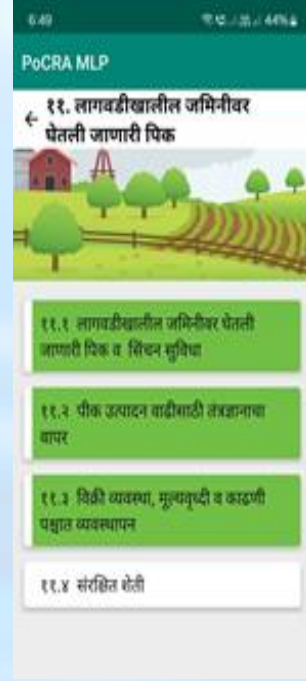 6:49
44%
PoCRA MLP
← ११. लागवडीखालील जमिनीवर
घेतली जाणारी पिक
११.१ लागवडीखालील जमिनीवर घेतली
जाणारी पिक व सिंचन सुविधा
११.२ पीक उत्पादन वाढीसाठी तंत्रज्ञानाचा
वापर
११.३ विक्री व्यवस्था, मूल्यवृध्दी व काढणी
पश्चात व्यवस्थापन
११.४ संरक्षित शेती